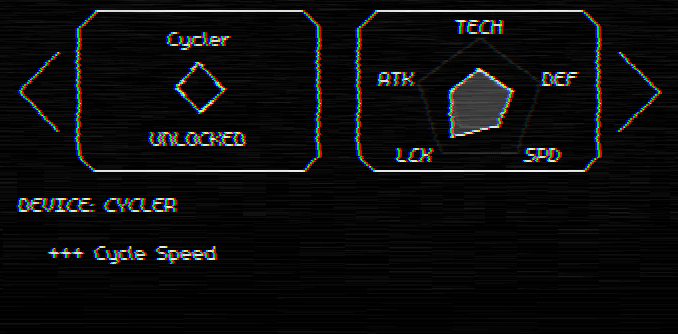 Cycler
UNLOCKED
TECH
ATK
DEF
LCK
SPD
DEVICE: CYCLER
+++ Cycle Speed